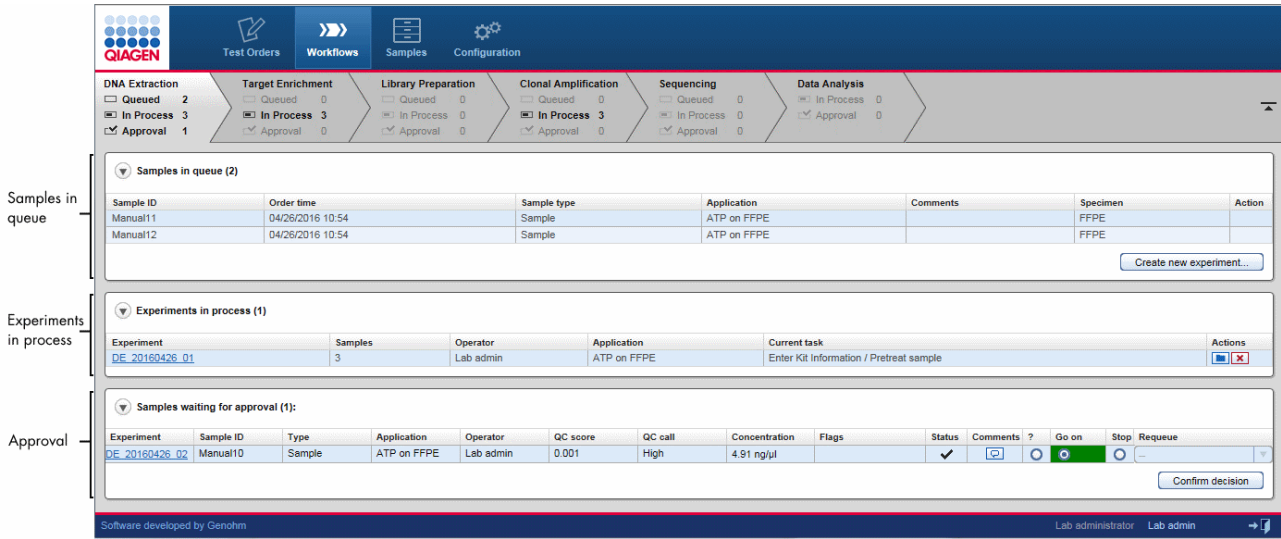 QIAGEN
Test Orders Workflows Samples Configuration
DNA Extraction Target Enrichment Library Preparation Clonal Amplification Sequencing Data Analysis
Queued 2 Queued 0 Queued 0 Queued 0 Queued 0 In Process 0
In Process 3 In Process 3 In Process 0 In Process 3 In Process 0 Approval 0
Approval 1 Approval 0 Approval 0 Approval 0 Approval 0
Samples in queue
Samples in queue (2)
Sample ID Order time Sample type Application Comments Specimen Action
Manual11 04/26/2016 10:54 Sample ATP on FFPE FFPE
Manual12 04/26/2016 10:54 Sample ATP on FFPE FFPE
Create new experiment...
Experiments in process
Experiments in process (1)
Experiment Samples Operator Application Current task Actions
DE_20160426_01 3 Lab admin ATP on FFPE Enter Kit Information / Pretreat sample
Approval
Samples waiting for approval (1):
Experiment Sample ID Type Application Operator QC score QC call Concentration Flags Status Comments ? Go on Stop Requeue
DE_20160426_02 Manual10 Sample ATP on FFPE Lab admin 0.001 High 4.91 ng/µl ...
Confirm decision
Software developed by Genohm Lab administrator Lab admin